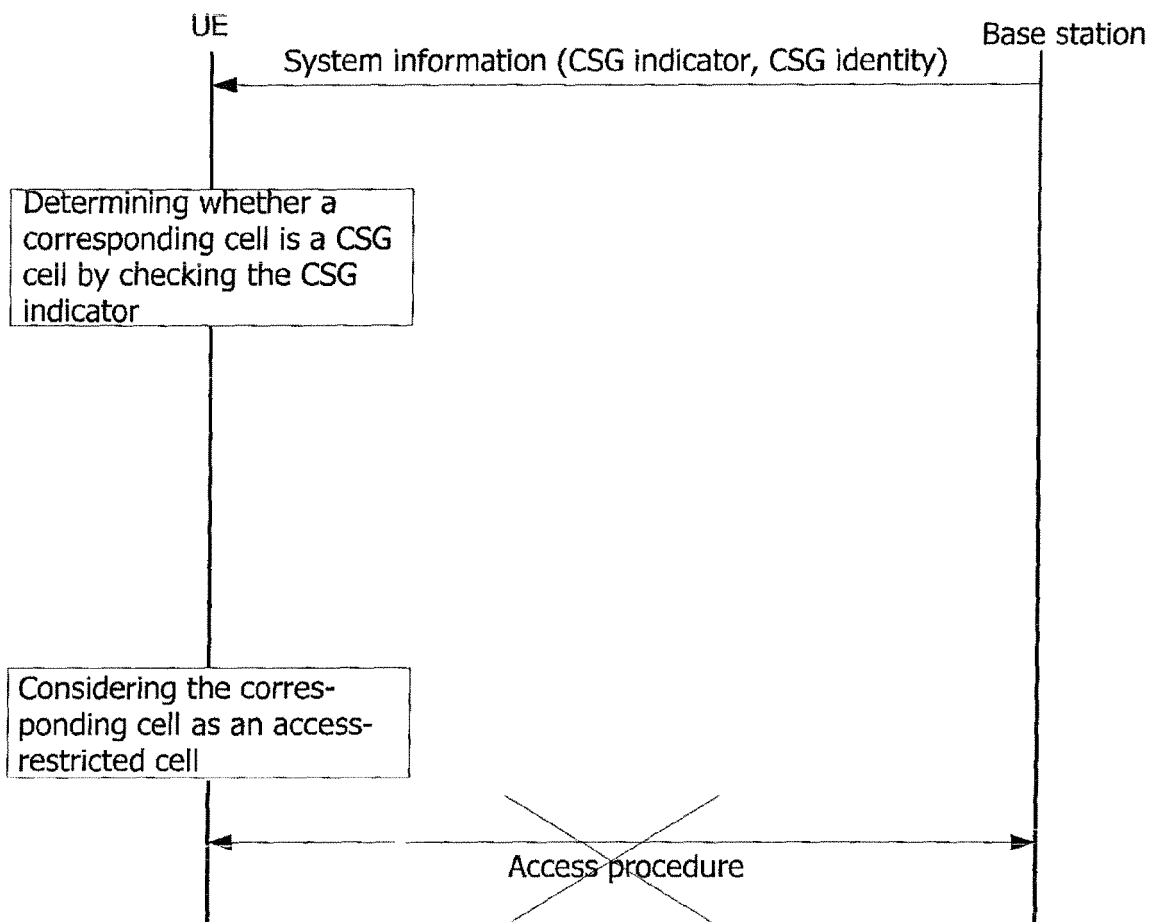 UE
Base station
System information (CSG indicator, CSG identity)
Determining whether a
corresponding cell is a CSG
cell by checking the CSG
indicator
Considering the corres-
ponding cell as an access-
restricted cell
Access procedure